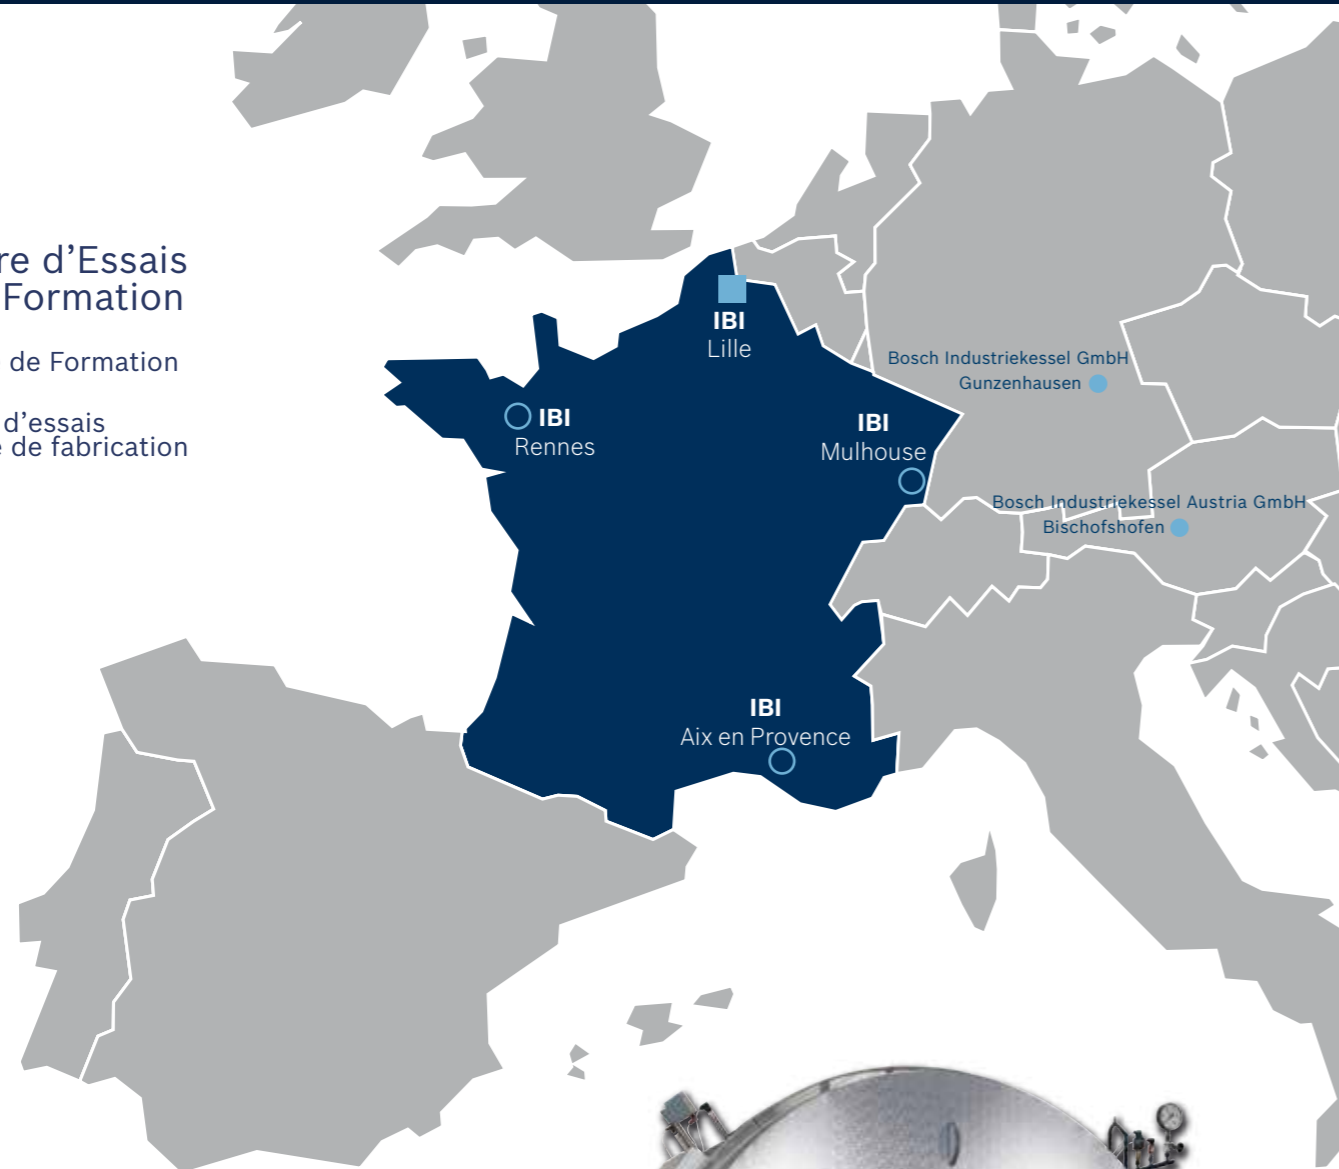 d'Essais
Formation
de Formation
d'essais
de fabrication
IBI
Lille
IBI
Rennes
IBI
Mulhouse
IBI
Aix en Provence
Bosch Industriekessel GmbH
Gunzenhausen
Bosch Industriekessel Austria GmbH
Bischofshofen